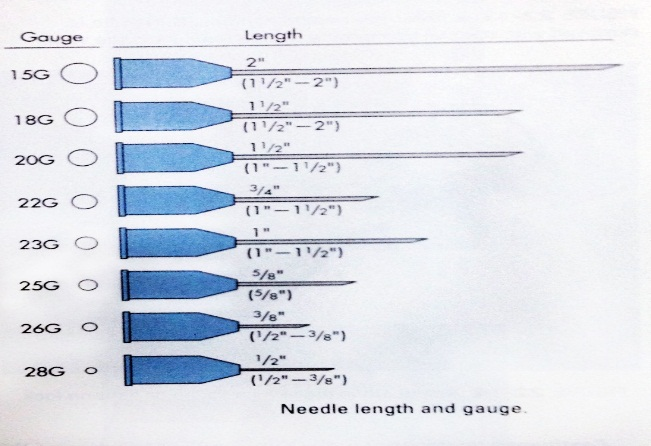 Gauge Length
15G 2"
(1 1/2" — 2")
18G 1 1/2"
(1 1/2" — 2")
20G 1 1/2"
(1" — 1 1/2")
22G 3/4"
(1" — 1 1/2")
23G 1"
(1" — 1 1/2")
25G 5/8"
(5/8")
26G 3/8"
(1/2" — 3/8")
28G 1/2"
(1/2" — 3/8")
Needle length and gauge.